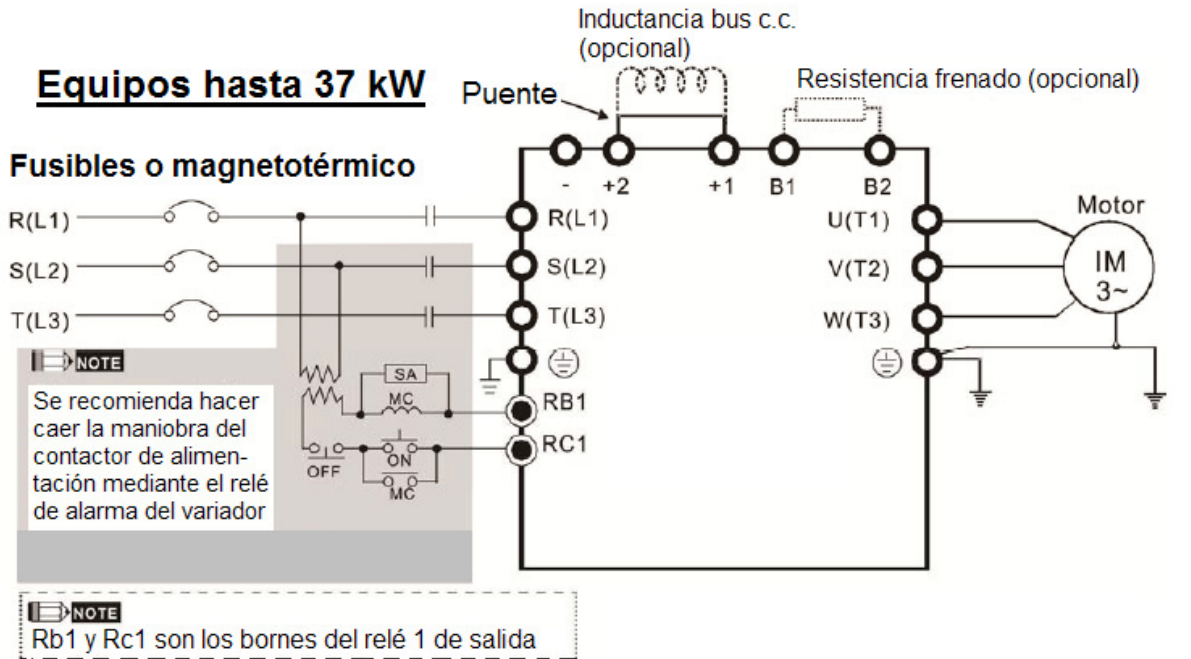 Inductancia bus c.c.
(opcional)
Equipos hasta 37 kW
Puente
Resistencia frenado (opcional)
Fusibles o magnetotérmico
- +2 +1 B1 B2
R(L1) R(L1) U(T1) Motor
S(L2) S(L2) V(T2) IM
3~
T(L3) T(L3) W(T3)
NOTE
Se recomienda hacer
caer la maniobra del
contactor de alimen-
tación mediante el relé
de alarma del variador
SA
MC
RB1
OFF
ON
MC
RC1
NOTE
Rb1 y Rc1 son los bornes del relé 1 de salida